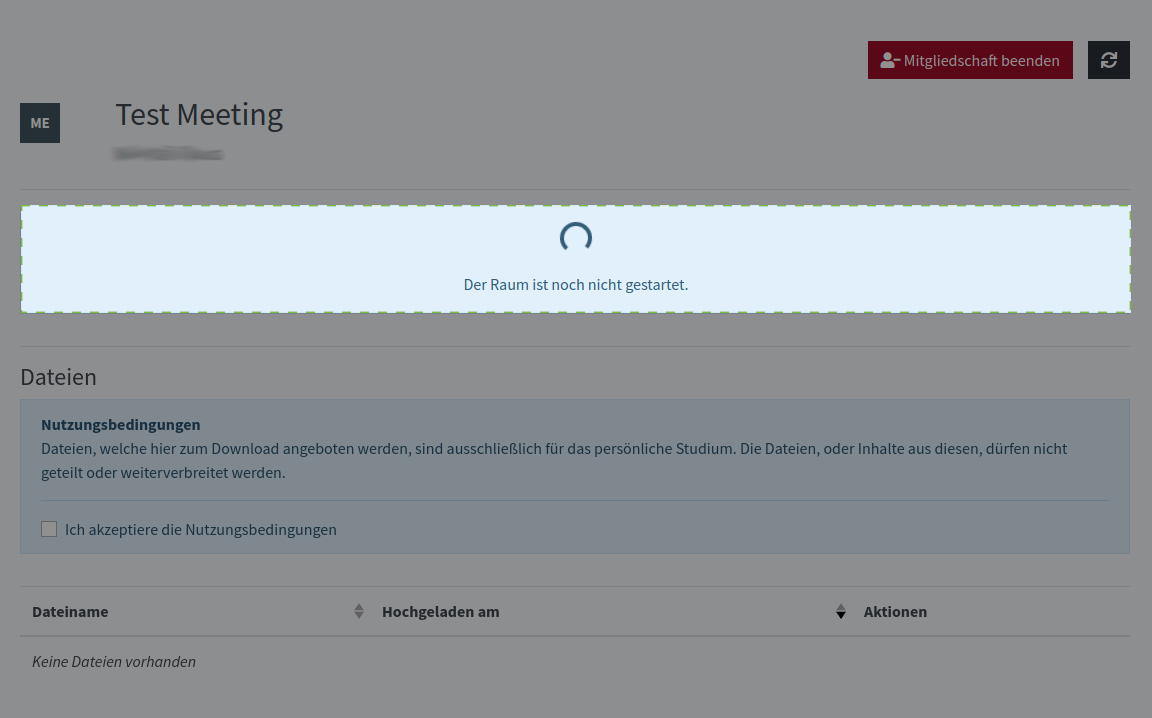 Mitgliedschaft beenden
ME
Test Meeting
Der Raum ist noch nicht gestartet.
Dateien
Nutzungsbedingungen
Dateien, welche hier zum Download angeboten werden, sind ausschließlich für das persönliche Studium. Die Dateien, oder Inhalte aus diesen, dürfen nicht
geteilt oder weiterverbreitet werden.
Ich akzeptiere die Nutzungsbedingungen
Dateiname Hochgeladen am Aktionen
Keine Dateien vorhanden